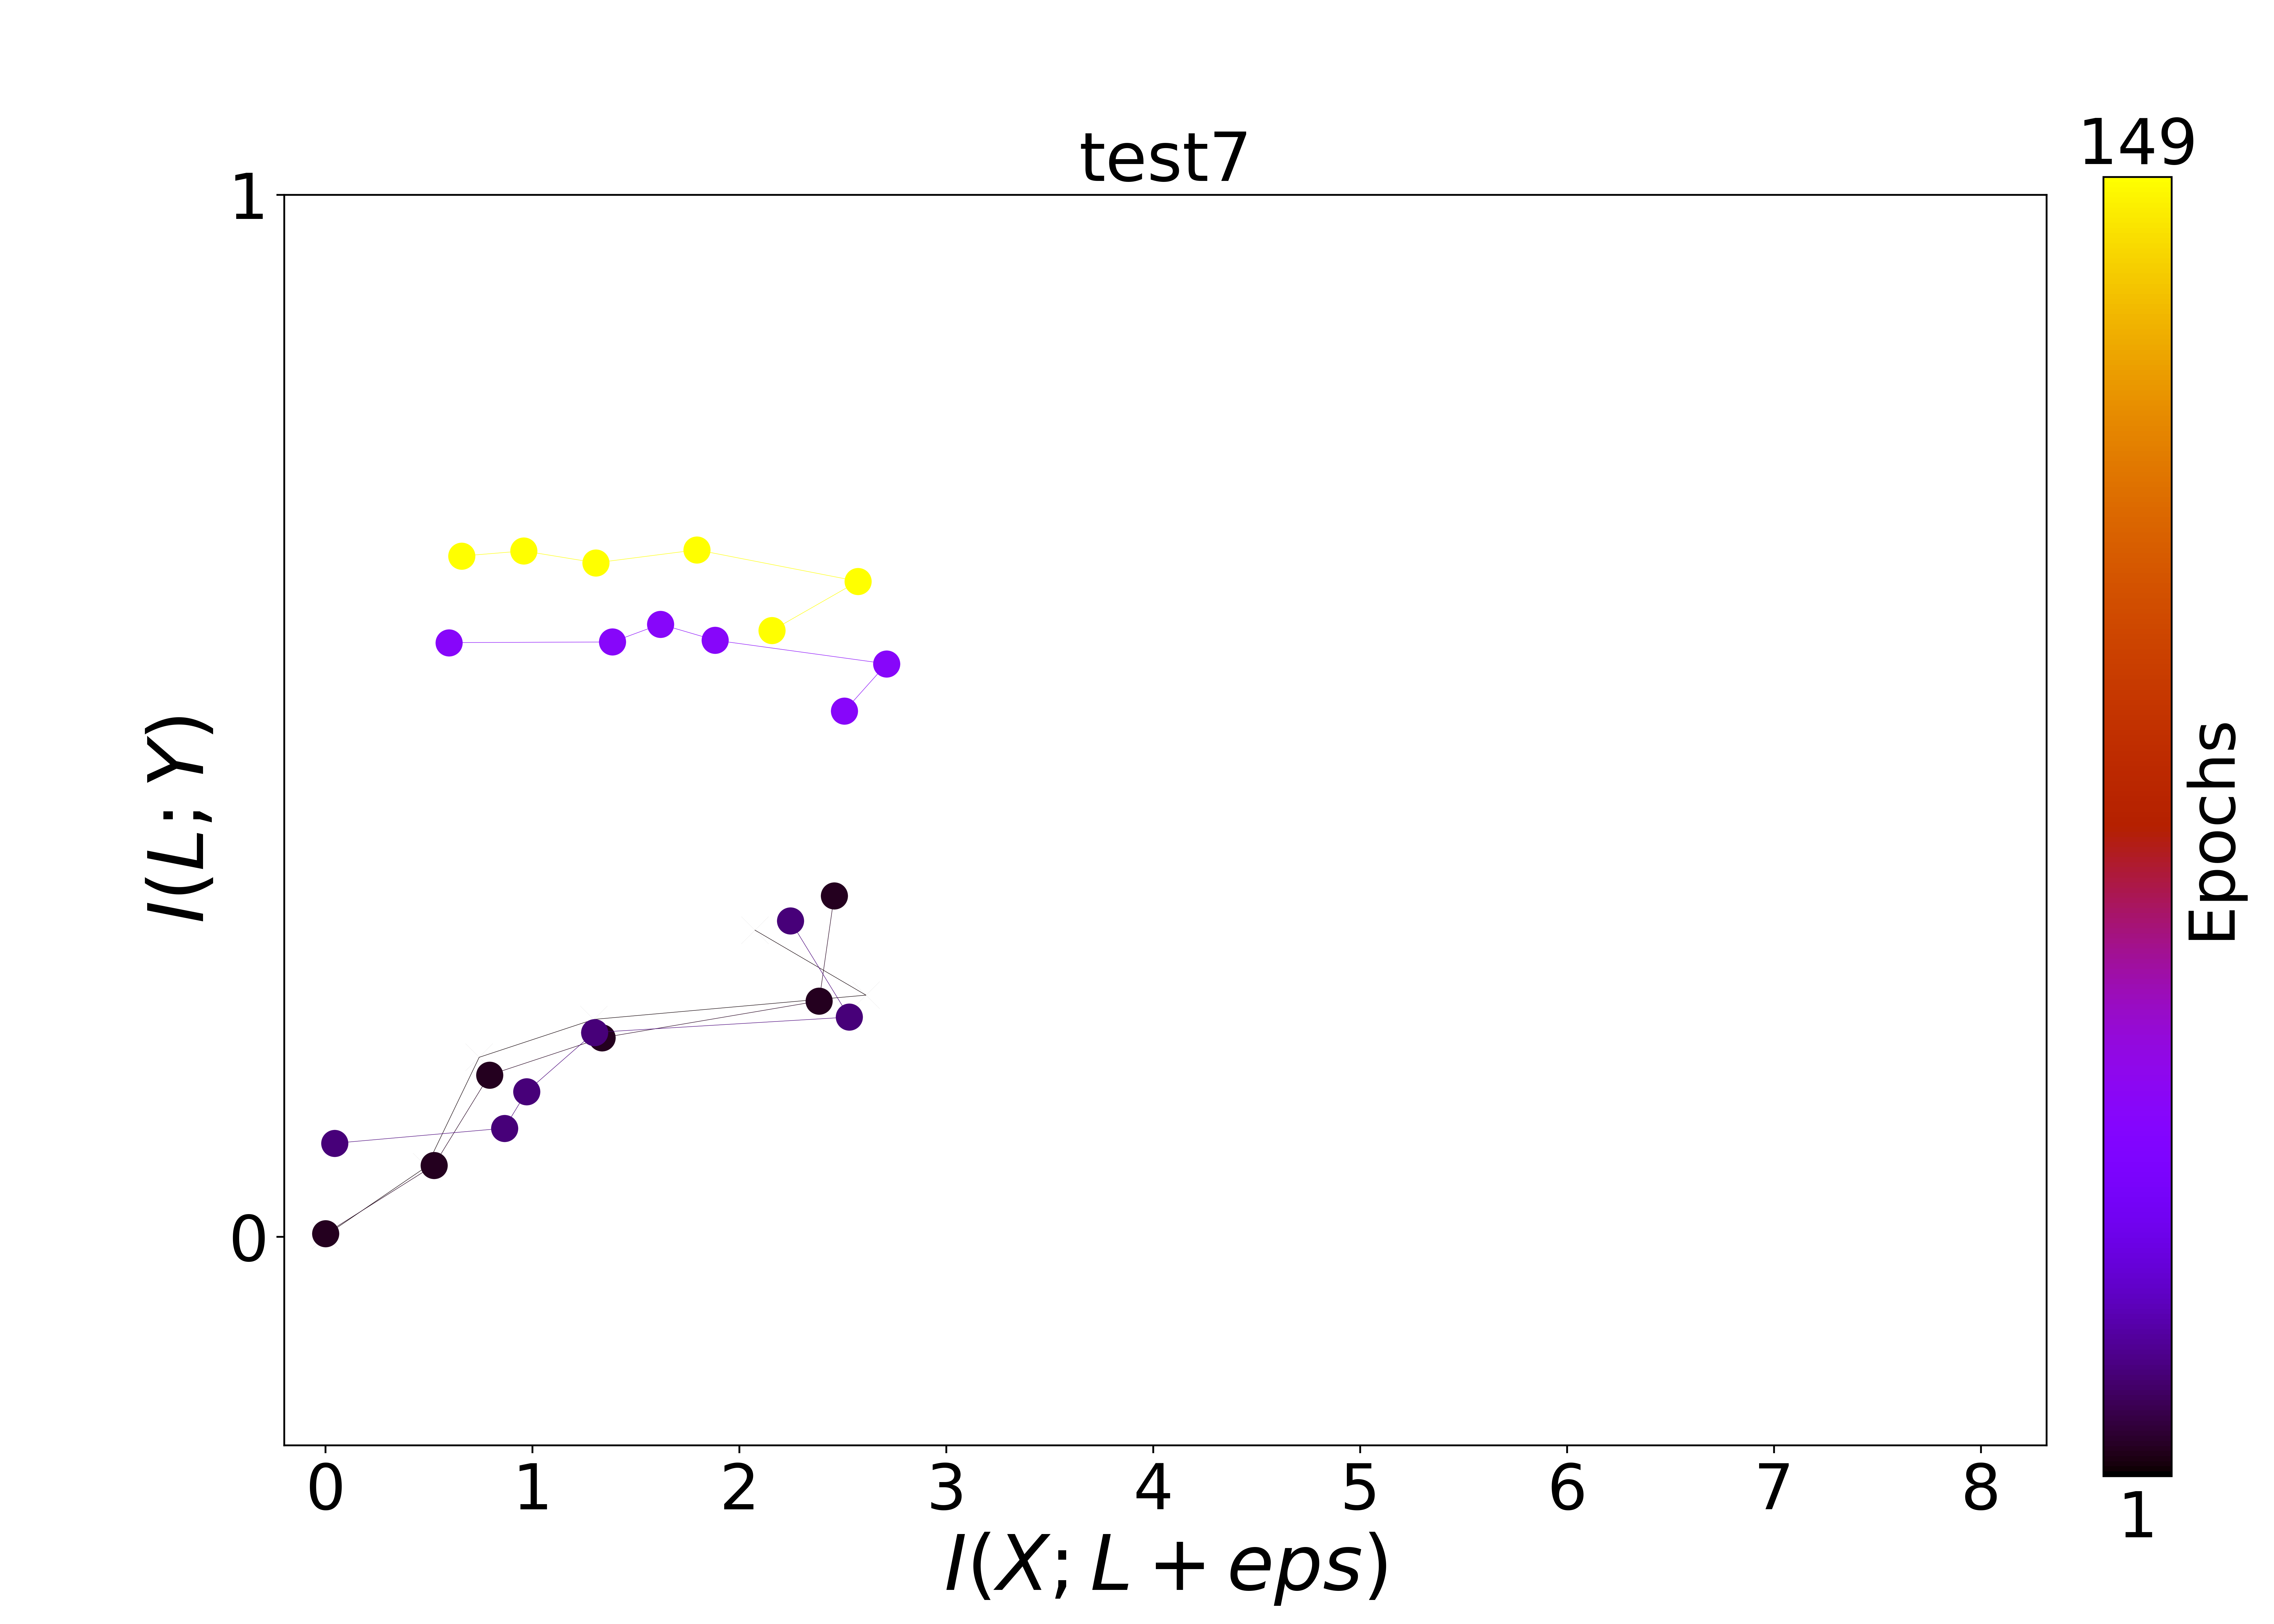 test7
149
1
0
I(L; Y)
0 1 2 3 4 5 6 7 8
I(X; L + eps)
Epochs
1